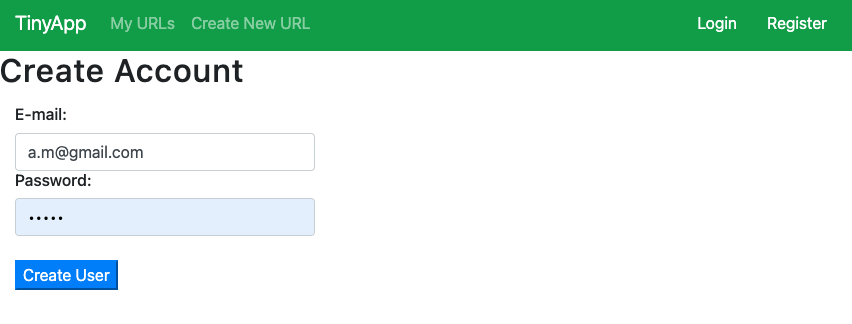 TinyApp My URLs Create New URL Login Register
Create Account
E-mail:
a.m@gmail.com
Password:
•••••
Create User